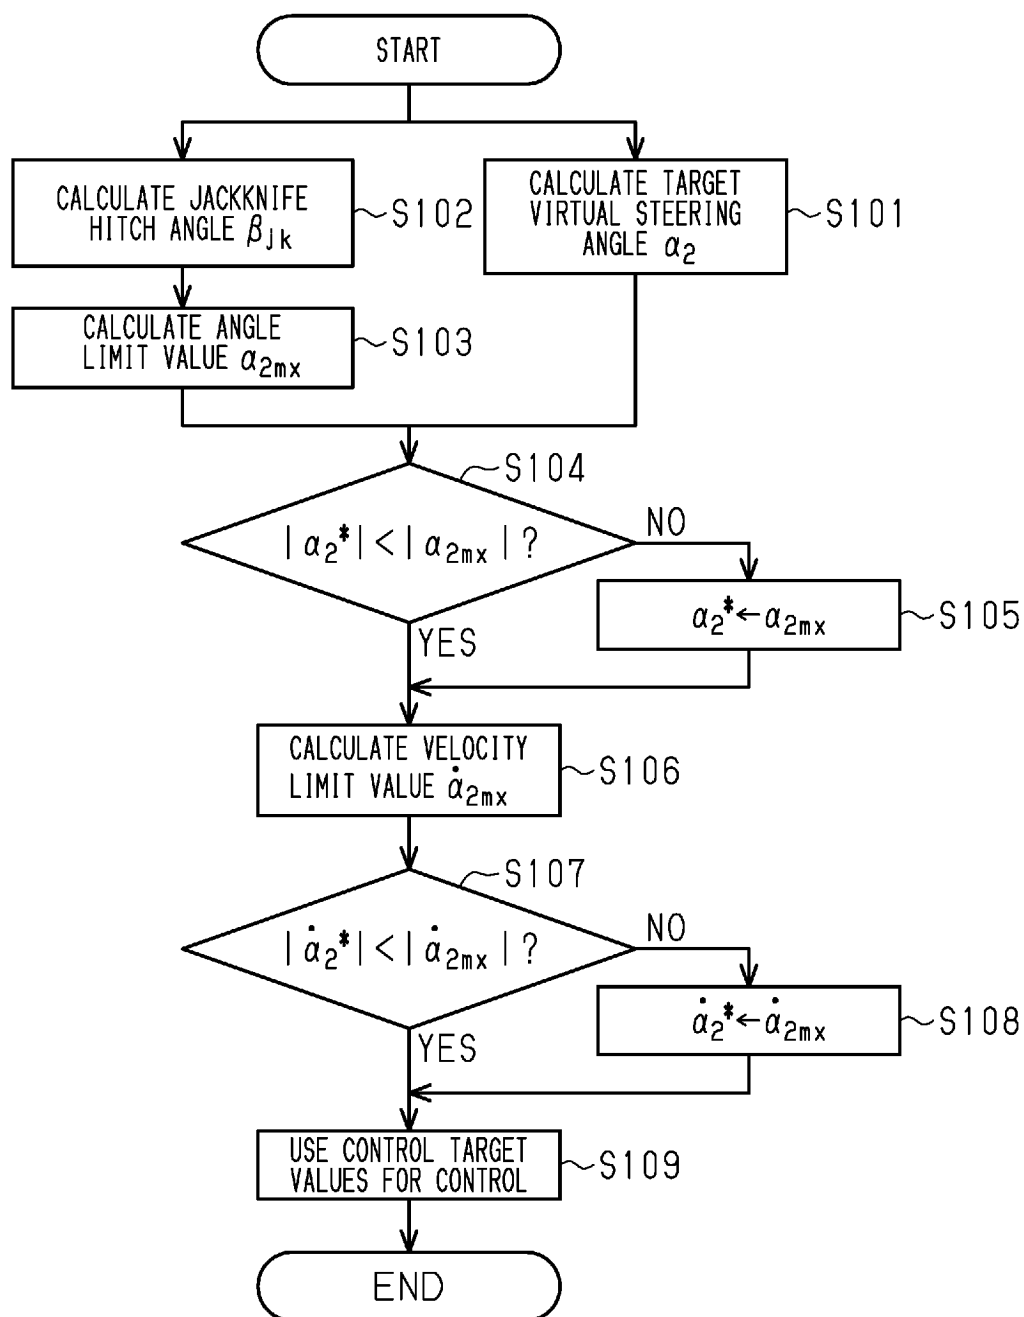 START
CALCULATE JACKKNIFE
HITCH ANGLE βjk
S102
CALCULATE TARGET
VIRTUAL STEERING
ANGLE α2
S101
CALCULATE ANGLE
LIMIT VALUE α2mx
S103
S104
|α2*|<|α2mx|?
NO
α2*←α2mx
S105
YES
CALCULATE VELOCITY
LIMIT VALUE α̇2mx
S106
S107
|α̇2*|<|α̇2mx|?
NO
α̇2*←α̇2mx
S108
YES
USE CONTROL TARGET
VALUES FOR CONTROL
S109
END